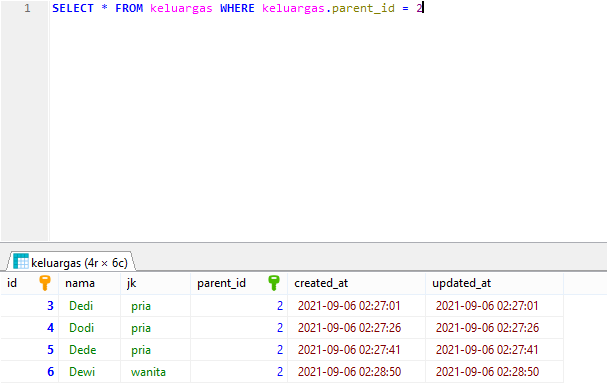 1 SELECT * FROM keluargas WHERE keluargas.parent_id = 2
keluargas (4r × 6c)
id nama jk parent_id created_at updated_at
3 Dedi pria 2 2021-09-06 02:27:01 2021-09-06 02:27:01
4 Dodi pria 2 2021-09-06 02:27:26 2021-09-06 02:27:26
5 Dede pria 2 2021-09-06 02:27:41 2021-09-06 02:27:41
6 Dewi wanita 2 2021-09-06 02:28:50 2021-09-06 02:28:50